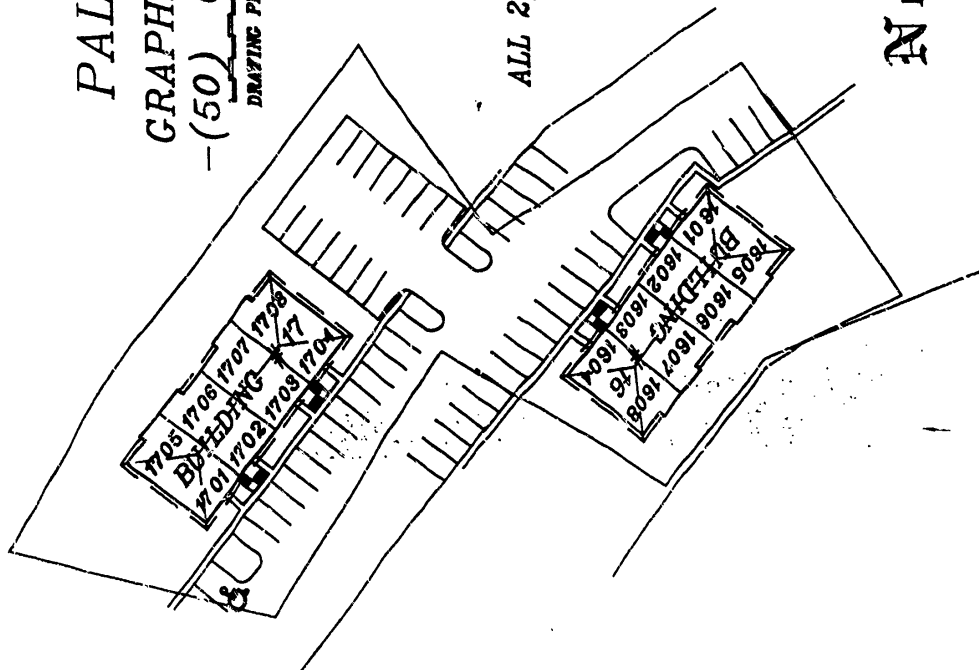 PAL
GRAPH
-(50)
DRAWING P
ALL 2
N
1705 1706 1707 1708
BUILDING # 17
1701 1702 1703 1704
1601 1602 1603 1604
BUILDING # 16
1605 1606 1607 1608